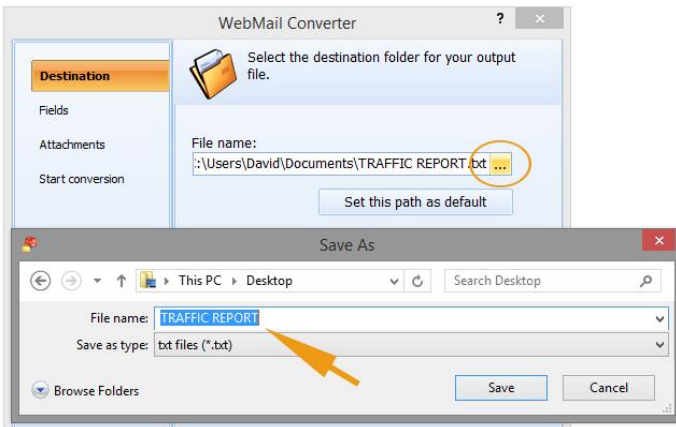 WebMail Converter
?
Destination
Fields
Attachments
Start conversion
Select the destination folder for your output
file.
File name:
:\Users\David\Documents\TRAFFIC REPORT.txt ...
Set this path as default
Save As
This PC Desktop
Search Desktop
File name: TRAFFIC REPORT
Save as type: txt files (*.txt)
Browse Folders
Save Cancel